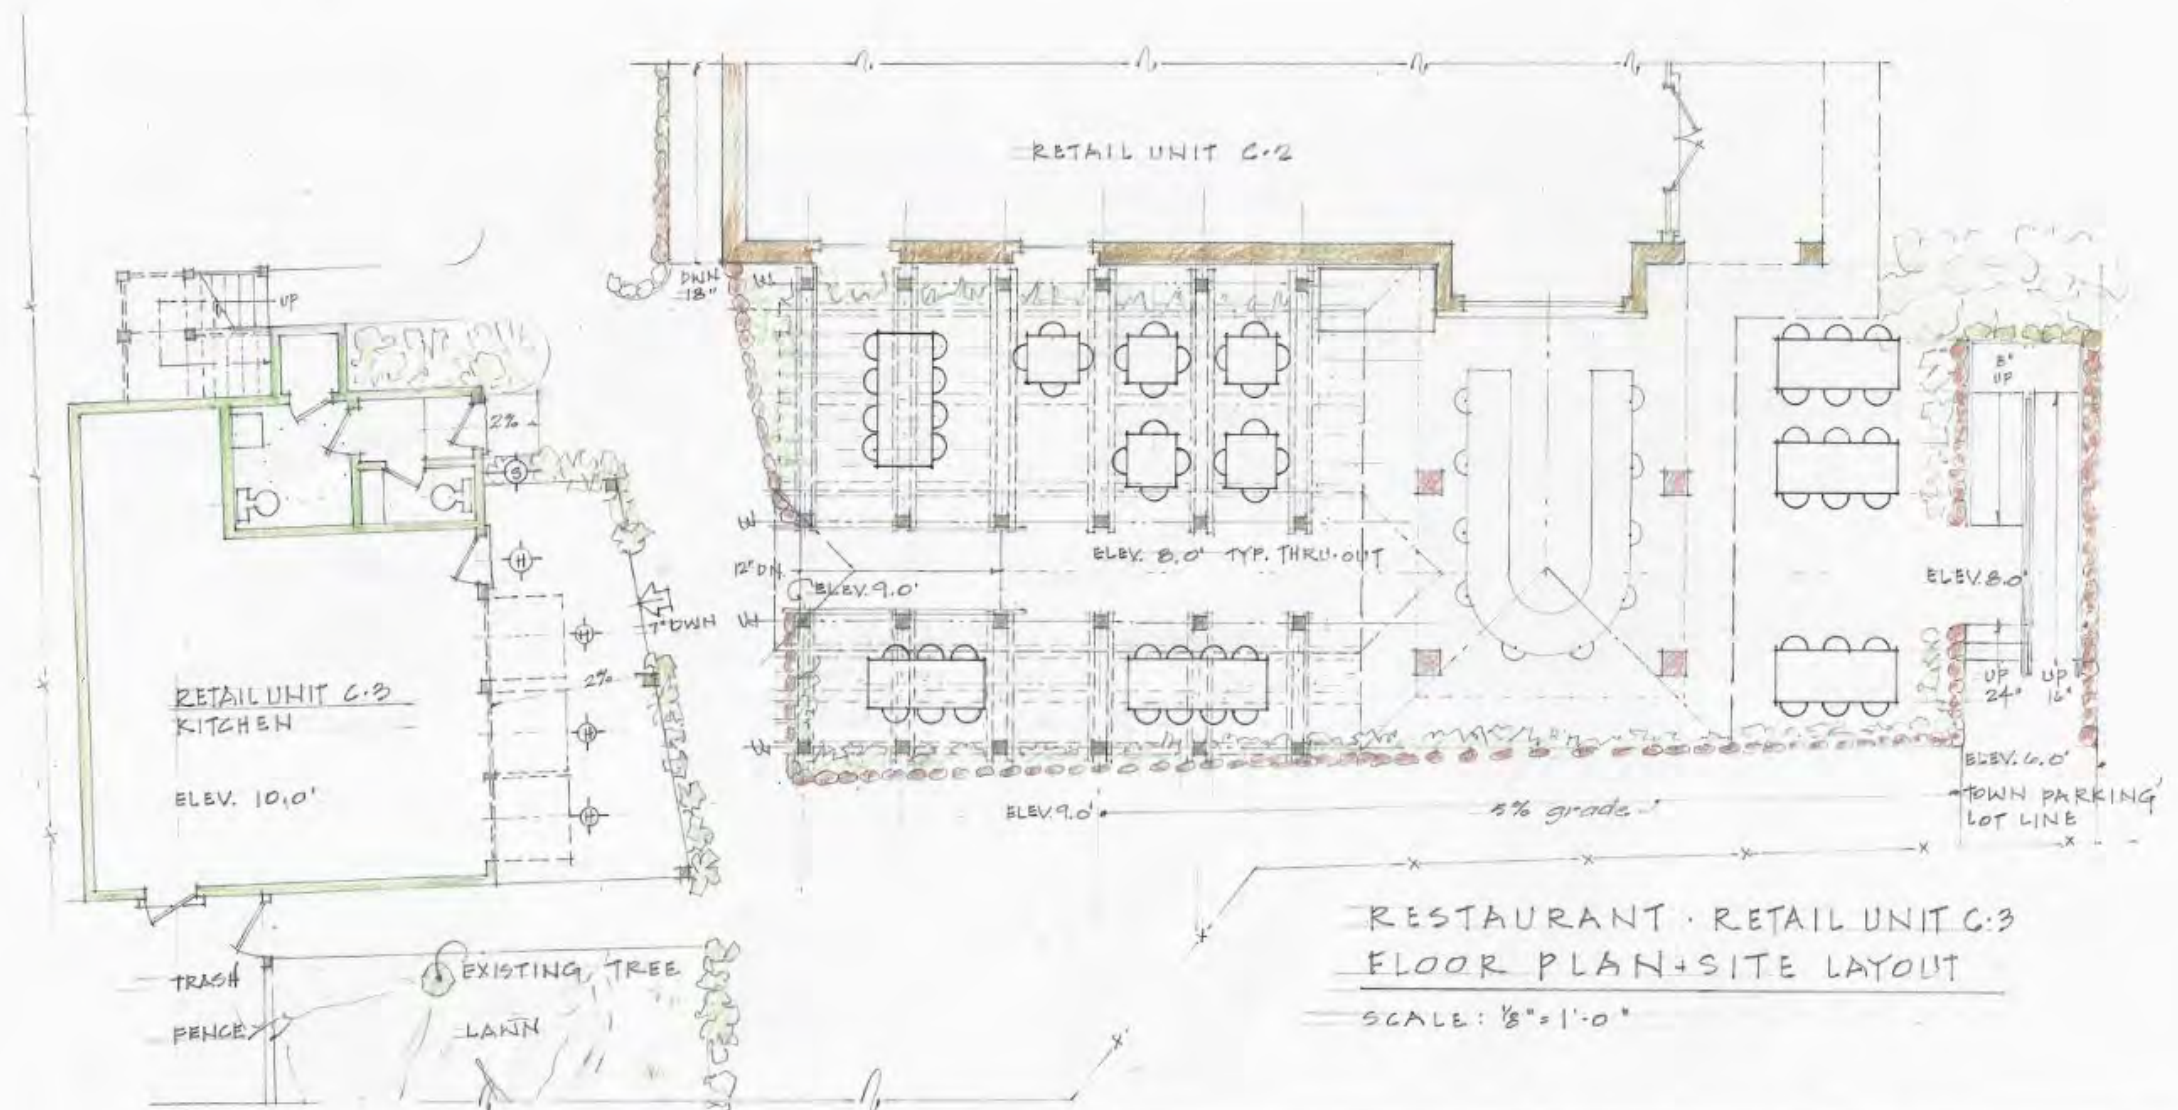 RETAIL UNIT C·2
DWN
18"
UP
2%
S
H
8"
UP
12" DN.
ELEV. 9.0'
ELEV. 8.0' TYP. THRU·OUT
ELEV. 8.0'
H
7" DWN
2%
H
H
RETAIL UNIT C·3
KITCHEN
ELEV. 10.0'
UP
24"
UP
16"
ELEV. 9.0'
5% grade
ELEV. 6.0'
TOWN PARKING
LOT LINE
RESTAURANT · RETAIL UNIT C·3
FLOOR PLAN + SITE LAYOUT
SCALE: 1/8" = 1'-0"
TRASH
FENCE
EXISTING TREE
LAWN